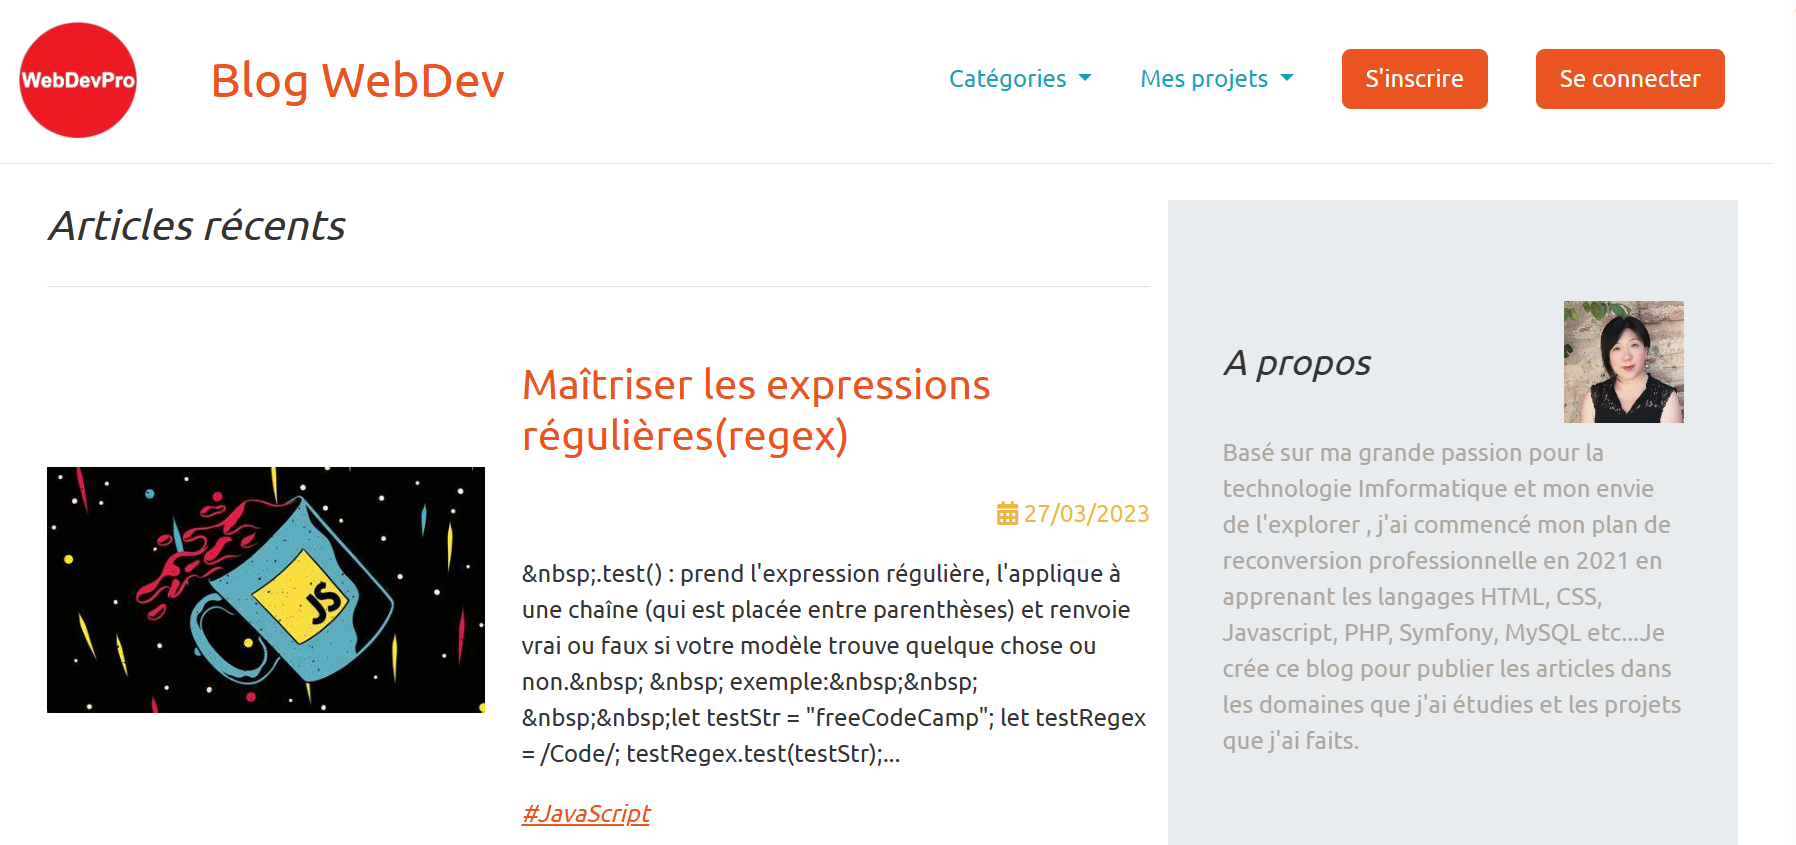 WebDevPro
Blog WebDev
Catégories
Mes projets
S'inscrire
Se connecter
Articles récents
Maîtriser les expressions
régulières(regex)
27/03/2023
&nbsp;.test() : prend l'expression régulière, l'applique à
une chaîne (qui est placée entre parenthèses) et renvoie
vrai ou faux si votre modèle trouve quelque chose ou
non.&nbsp; &nbsp; exemple:&nbsp;&nbsp;
&nbsp;&nbsp;let testStr = "freeCodeCamp"; let testRegex
= /Code/; testRegex.test(testStr);...
#JavaScript
JS
A propos
Basé sur ma grande passion pour la
technologie Imformatique et mon envie
de l'explorer , j'ai commencé mon plan de
reconversion professionnelle en 2021 en
apprenant les langages HTML, CSS,
Javascript, PHP, Symfony, MySQL etc...Je
crée ce blog pour publier les articles dans
les domaines que j'ai étudies et les projets
que j'ai faits.